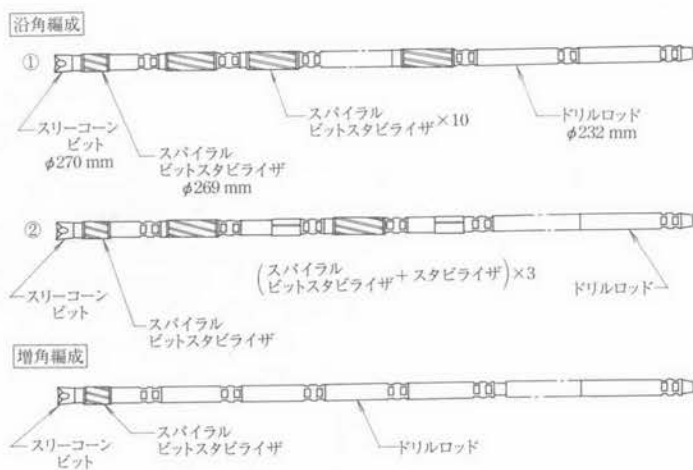 沿角編成
①
スリーコーン
ビット
φ270 mm
スパイラル
ビットスタビライザ
φ269 mm
スパイラル
ビットスタビライザ×10
ドリルロッド
φ232 mm
②
スリーコーン
ビット
スパイラル
ビットスタビライザ
(スパイラル
ビットスタビライザ+スタビライザ)×3
ドリルロッド
増角編成
スリーコーン
ビット
スパイラル
ビットスタビライザ
ドリルロッド